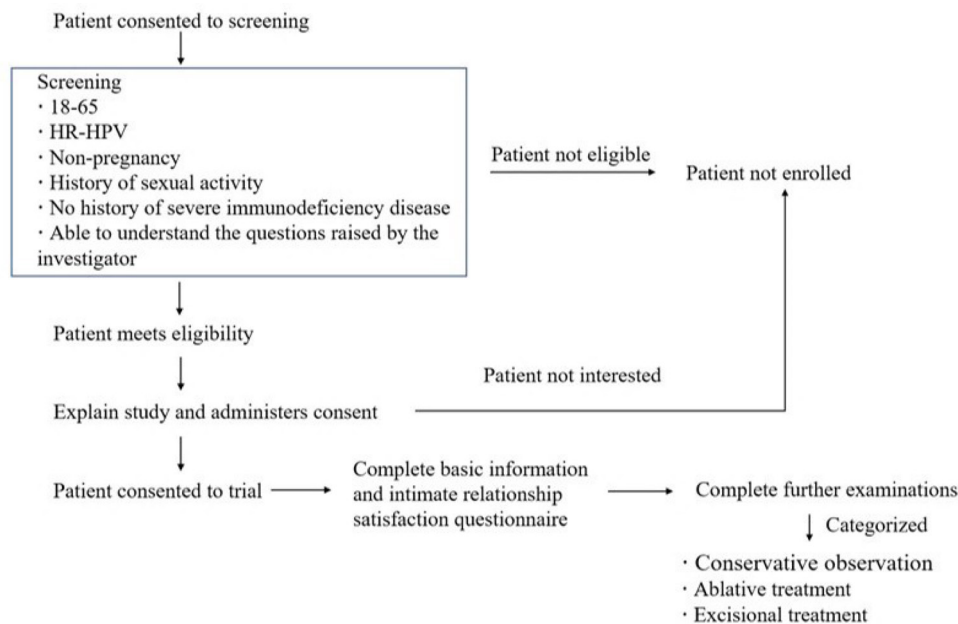 Patient consented to screening
Screening
· 18-65
· HR-HPV
· Non-pregnancy
· History of sexual activity
· No history of severe immunodeficiency disease
· Able to understand the questions raised by the
investigator
Patient not eligible
Patient not enrolled
Patient meets eligibility
Patient not interested
Explain study and administers consent
Patient consented to trial
Complete basic information
and intimate relationship
satisfaction questionnaire
Complete further examinations
Categorized
· Conservative observation
· Ablative treatment
· Excisional treatment